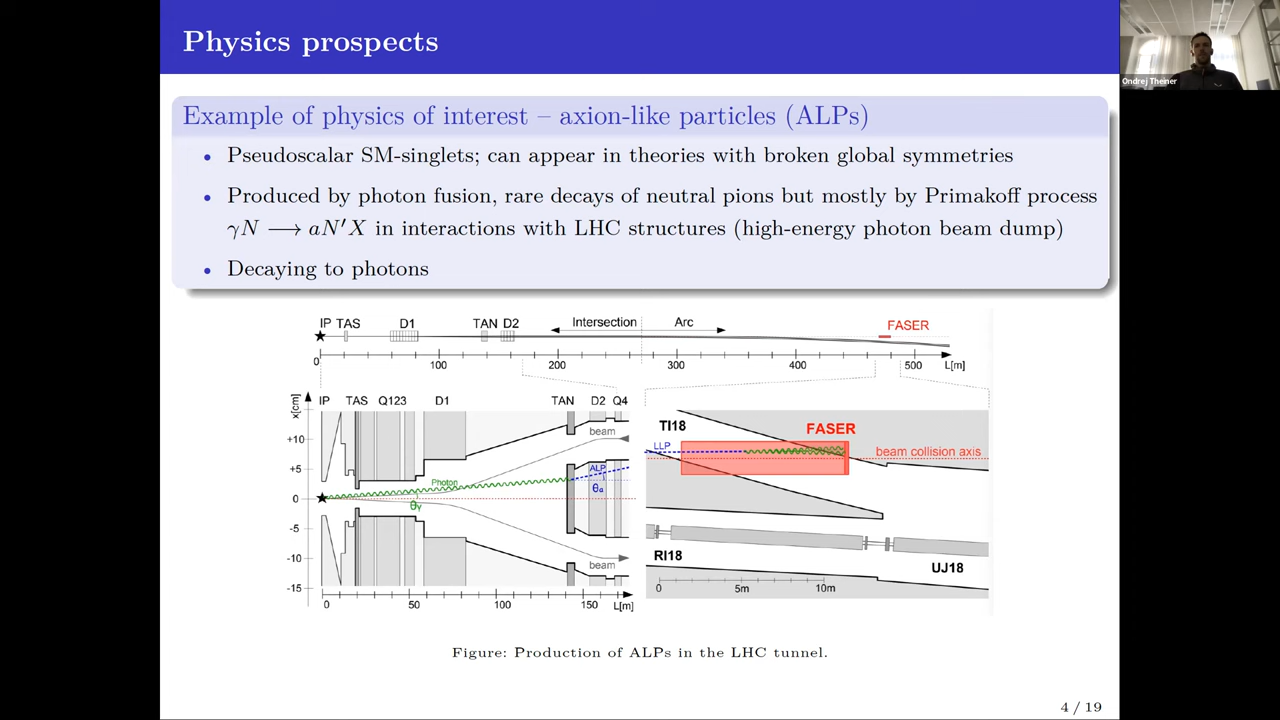 Physics prospects
Ondrej Theiner
Example of physics of interest – axion-like particles (ALPs)
• Pseudoscalar SM-singlets; can appear in theories with broken global symmetries
• Produced by photon fusion, rare decays of neutral pions but mostly by Primakoff process
γN ⟶ aN′X in interactions with LHC structures (high-energy photon beam dump)
• Decaying to photons
IP TAS D1 TAN D2 Intersection Arc FASER
0 100 200 300 400 500 L[m]
x[cm] IP TAS Q123 D1 TAN D2 Q4
+10
+5
0
-5
-10
-15
beam
Photon
ALP
θγ
θa
beam
0 50 100 150 L[m]
TI18 FASER
LLP
beam collision axis
RI18
UJ18
0 5m 10m
Figure: Production of ALPs in the LHC tunnel.
4 / 19